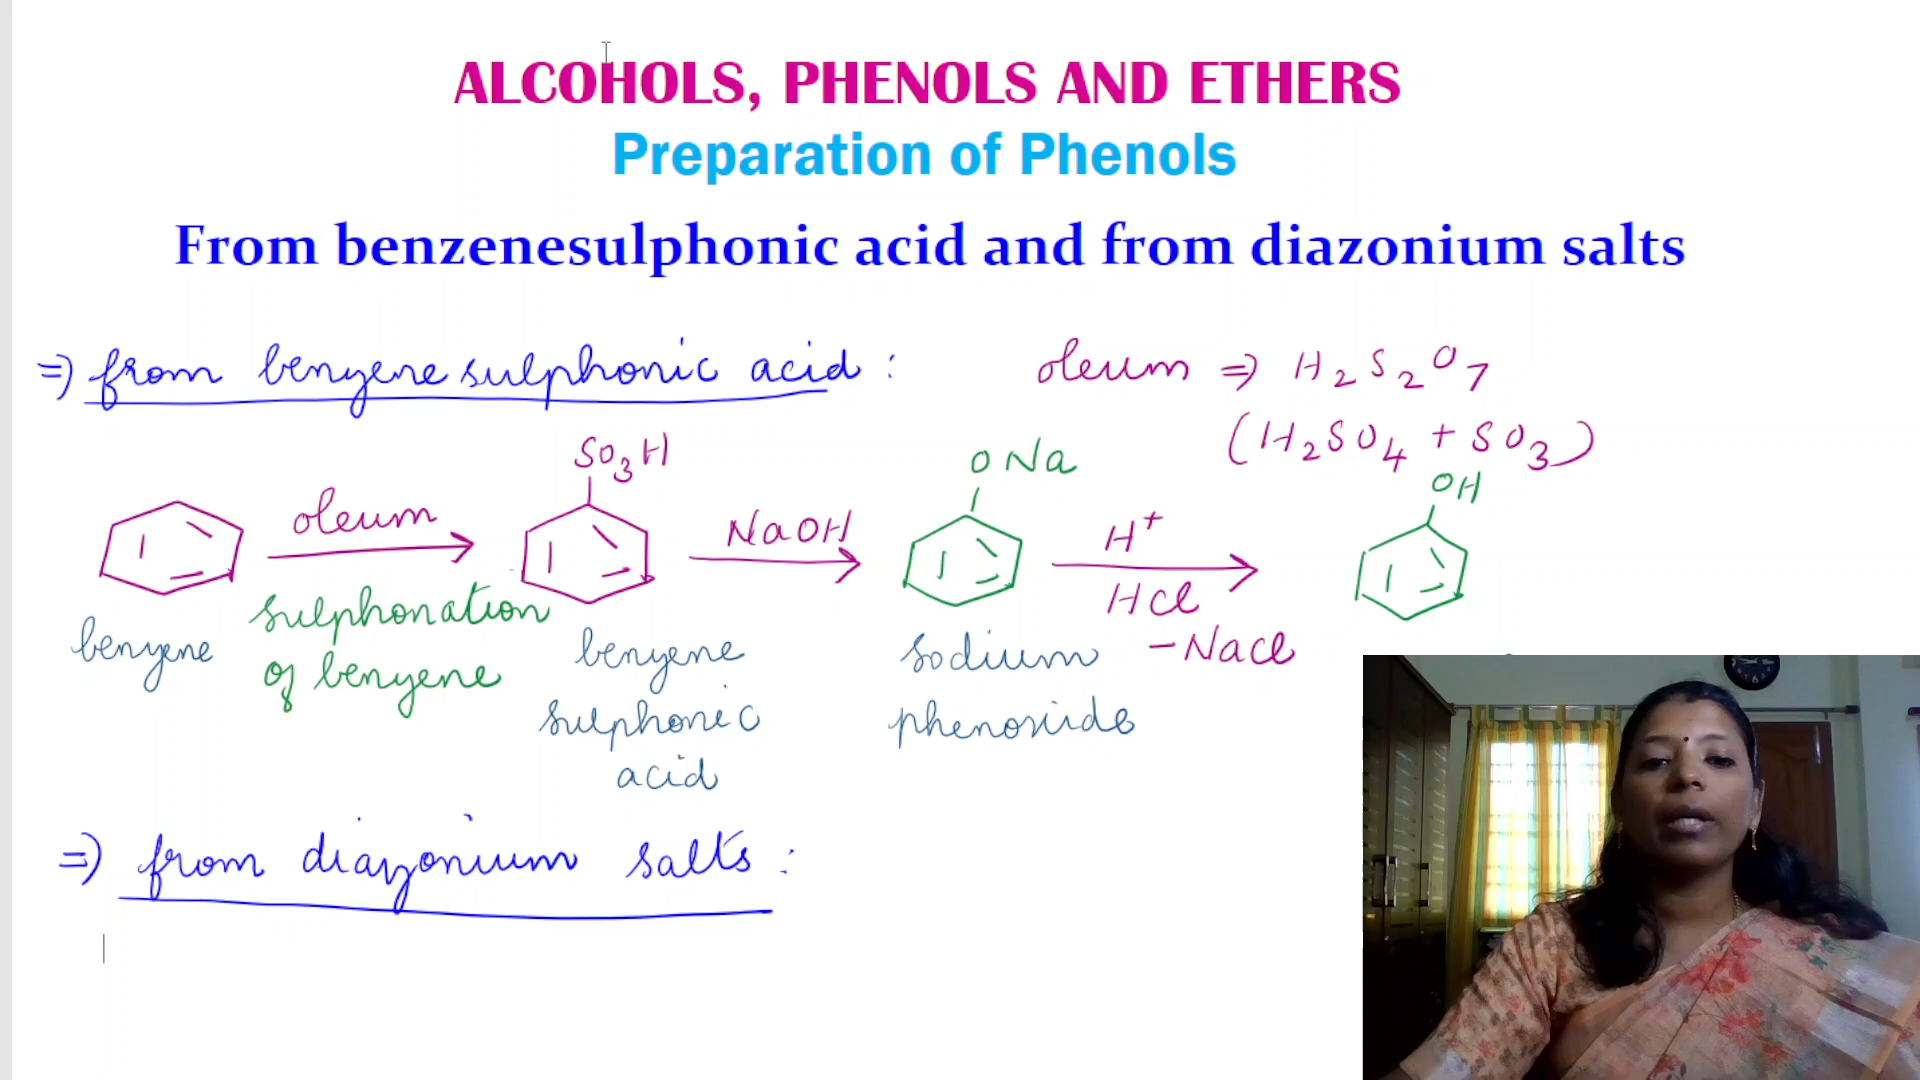 ALCOHOLS, PHENOLS AND ETHERS
Preparation of Phenols
From benzenesulphonic acid and from diazonium salts
⇒ from benzene sulphonic acid :
oleum ⇒ H₂S₂O₇
(H₂SO₄ + SO₃)
SO₃H
ONa
OH
oleum
NaOH
H⁺
HCl
-NaCl
benzene
sulphonation
of benzene
benzene
sulphonic
acid
sodium
phenoxide
⇒ from diazonium salts :